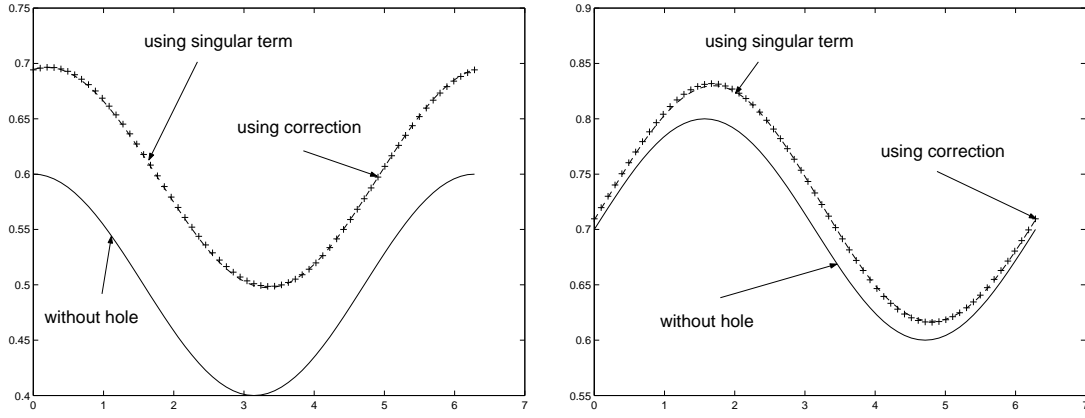 0.75
using singular term
0.7
0.65
using correction
0.6
0.55
0.5
without hole
0.45
0.4
0 1 2 3 4 5 6 7
0.9
using singular term
0.85
0.8
using correction
0.75
0.7
0.65
without hole
0.6
0.55
0 1 2 3 4 5 6 7